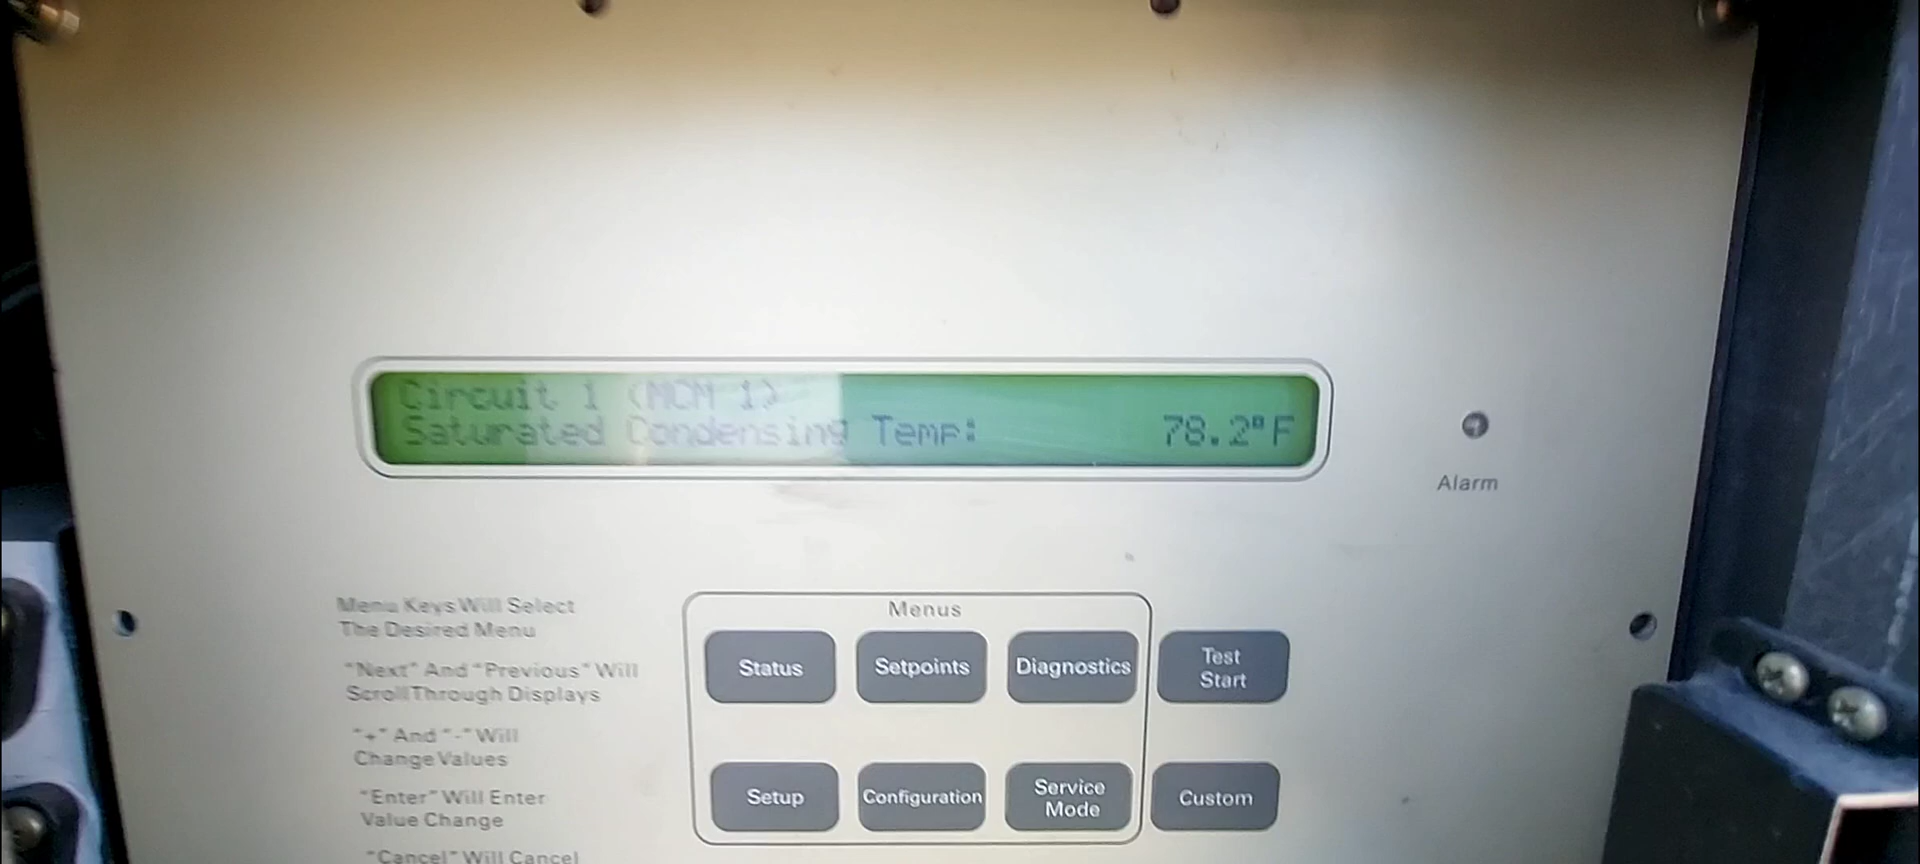 Circuit 1 (MCM 1)
Saturated Condensing Temp: 78.2°F
Alarm
Menu Keys Will Select
The Desired Menu
"Next" And "Previous" Will
Scroll Through Displays
"+" And "-" Will
Change Values
"Enter" Will Enter
Value Change
"Cancel" Will Cancel
Menus
Status
Setpoints
Diagnostics
Test
Start
Setup
Configuration
Service
Mode
Custom